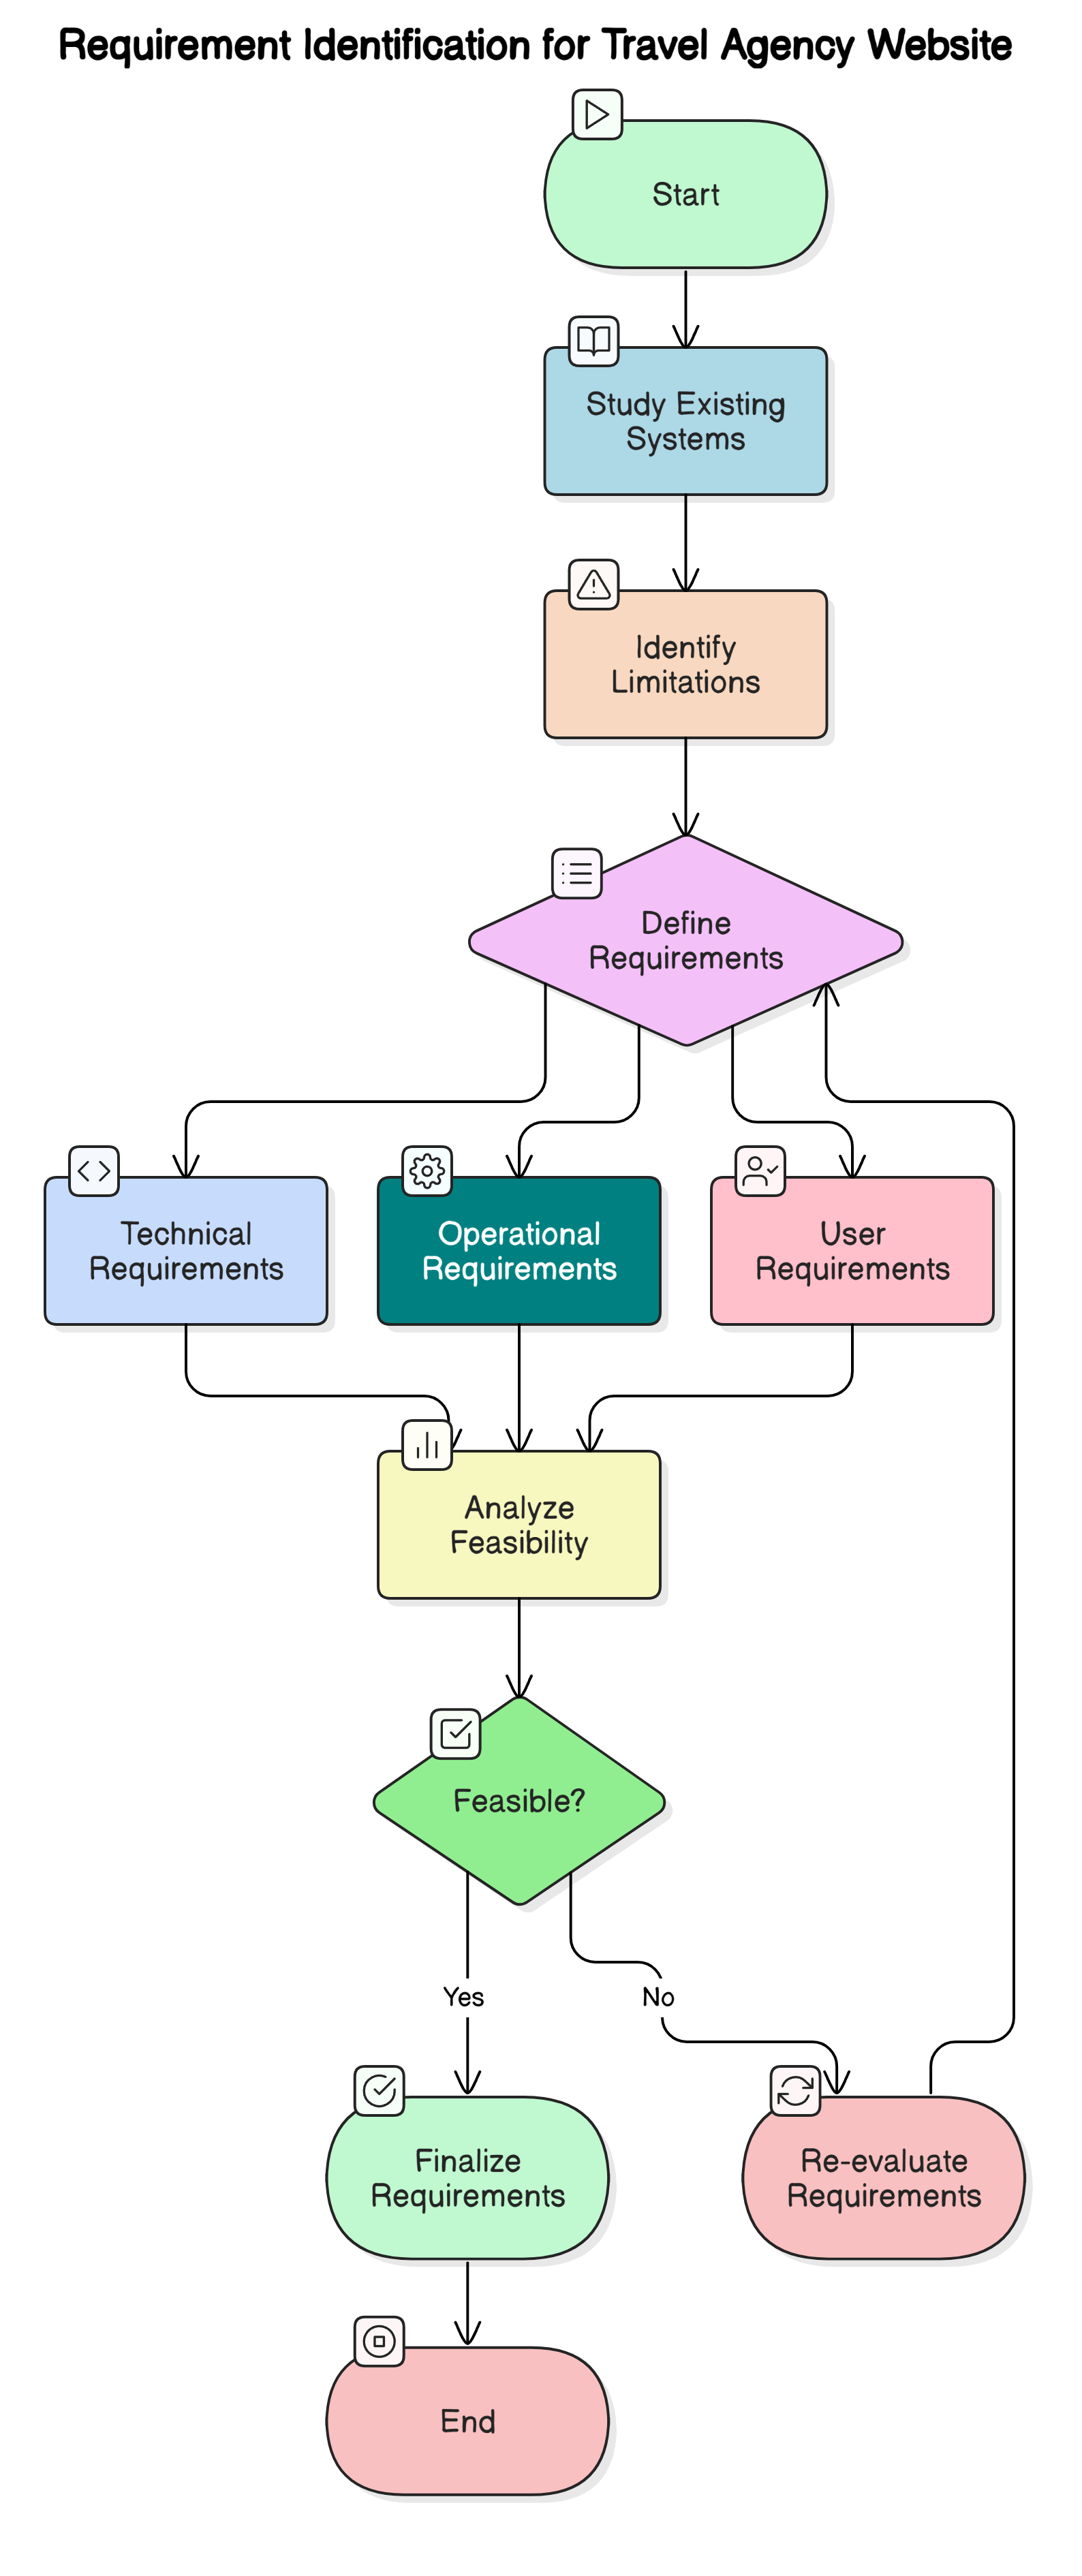 Requirement Identification for Travel Agency Website
Start
Study Existing
Systems
Identify
Limitations
Define
Requirements
Technical
Requirements
Operational
Requirements
User
Requirements
Analyze
Feasibility
Feasible?
Yes
No
Finalize
Requirements
Re-evaluate
Requirements
End